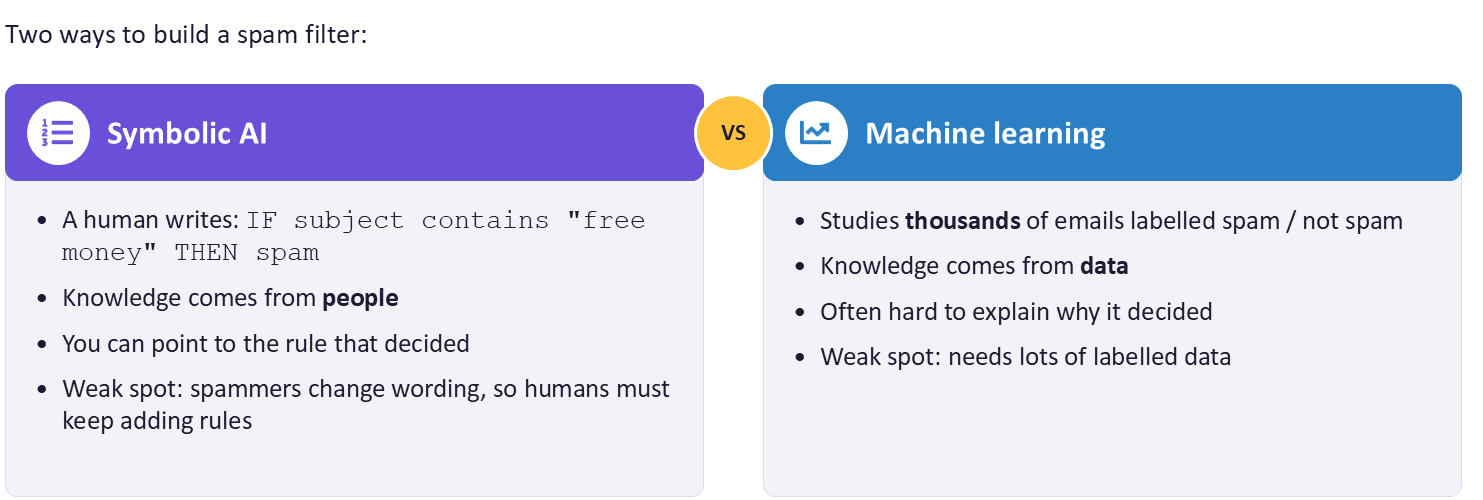 Two ways to build a spam filter:
1
2
3
Symbolic AI
VS
Machine learning
• A human writes: IF subject contains "free
money" THEN spam
• Knowledge comes from people
• You can point to the rule that decided
• Weak spot: spammers change wording, so humans must
keep adding rules
• Studies thousands of emails labelled spam / not spam
• Knowledge comes from data
• Often hard to explain why it decided
• Weak spot: needs lots of labelled data